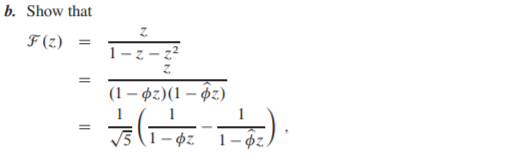 b. Show that
ℱ(z) = z / (1 − z − z²)
= z / ((1 − ϕz)(1 − ϕ̂z))
= 1/√5 (1/(1 − ϕz) − 1/(1 − ϕ̂z)) ,